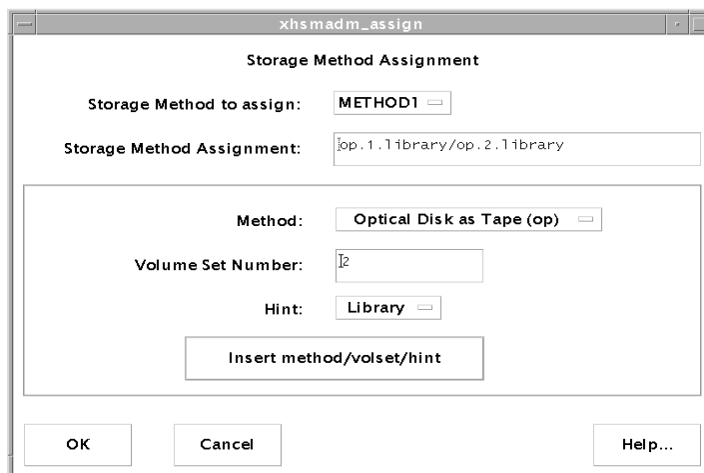 xhsmadm_assign
Storage Method Assignment
Storage Method to assign: METHOD1
Storage Method Assignment: op.1.library/op.2.library
Method: Optical Disk as Tape (op)
Volume Set Number: 2
Hint: Library
Insert method/volset/hint
OK Cancel Help...